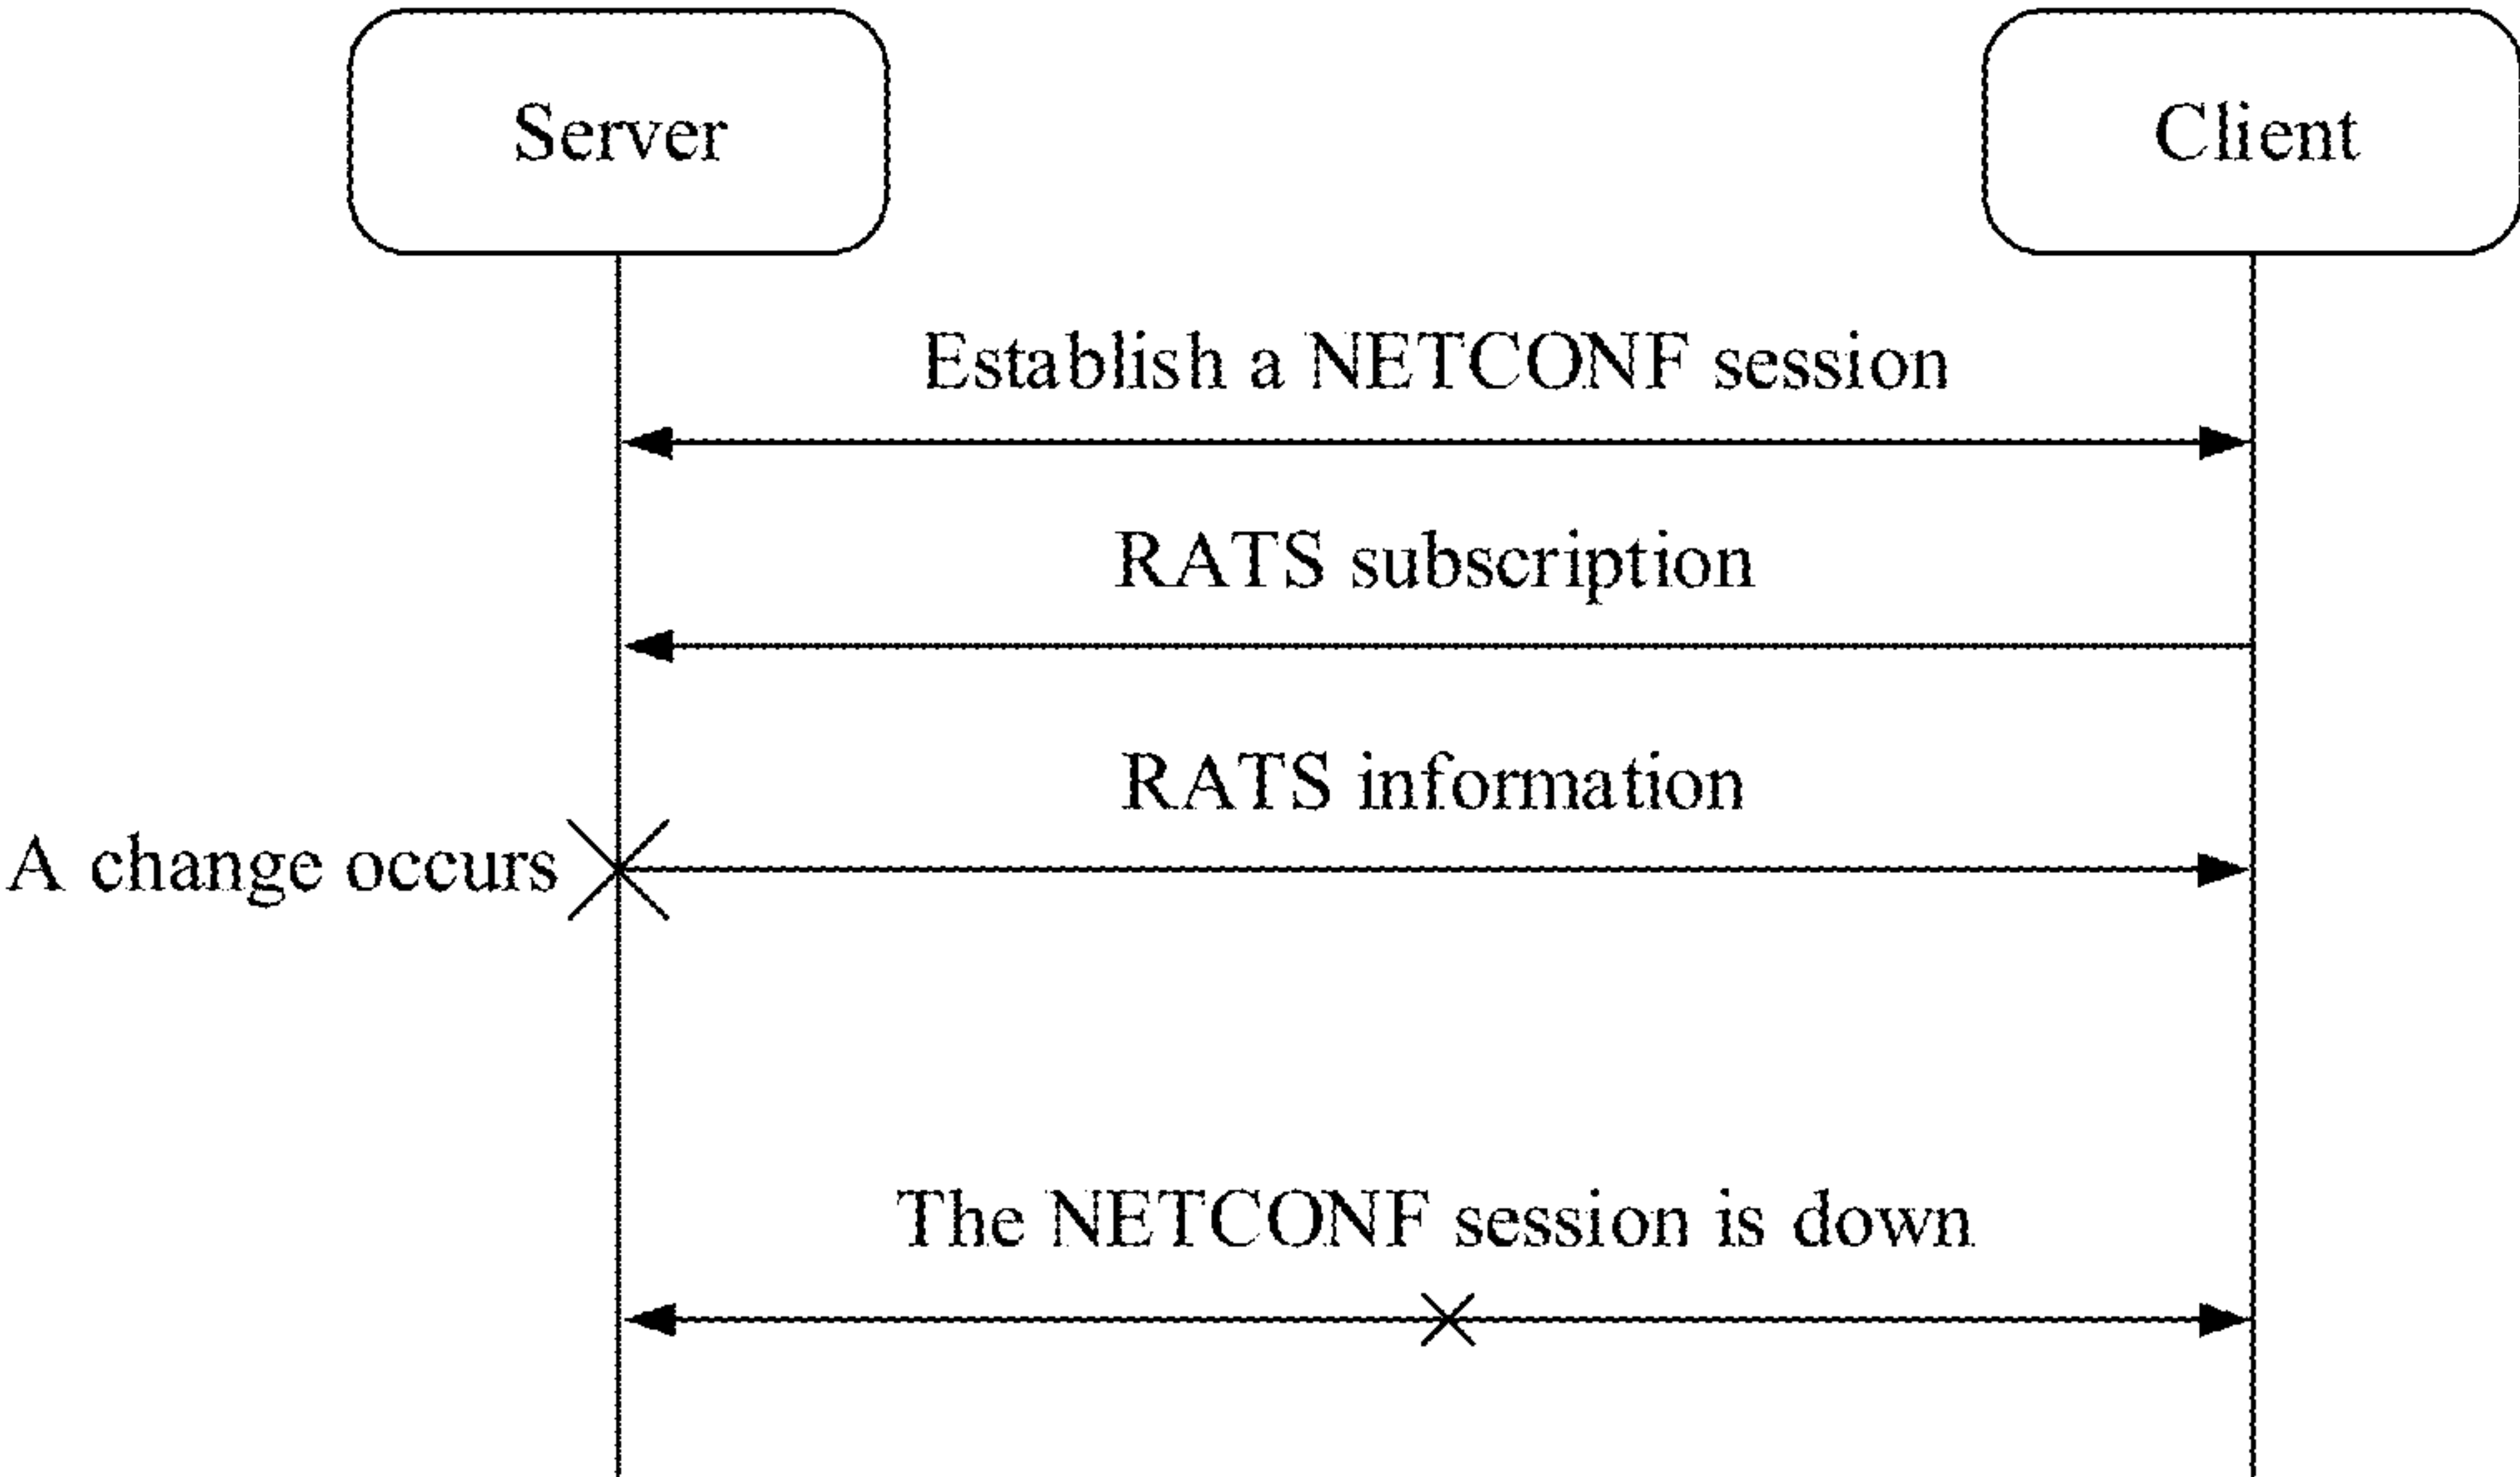 Server
Client
Establish a NETCONF session
RATS subscription
RATS information
A change occurs
The NETCONF session is down